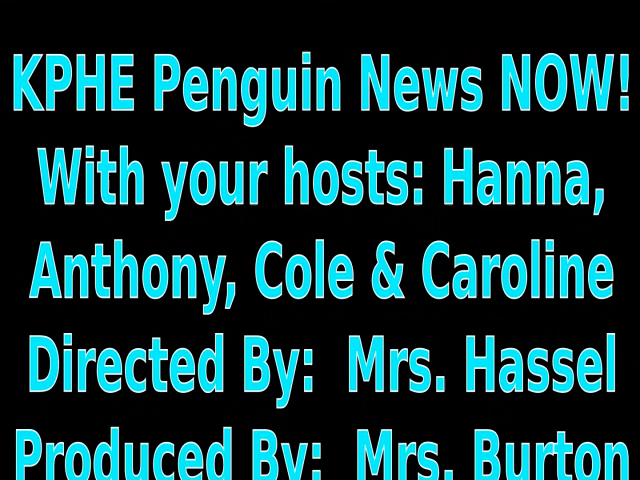 KPHE Penguin News NOW!
With your hosts: Hanna,
Anthony, Cole & Caroline
Directed By: Mrs. Hassel
Produced By: Mrs. Burton